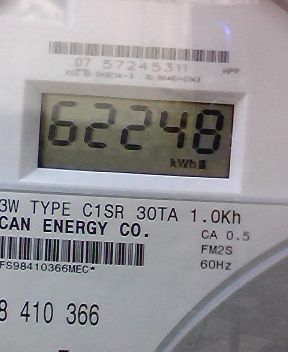 07 57245311
HPP
62248
kWh
3W TYPE C1SR 30TA 1.0Kh
CAN ENERGY CO.
CA 0.5
FM2S
60Hz
FS98410366MEC*
8 410 366